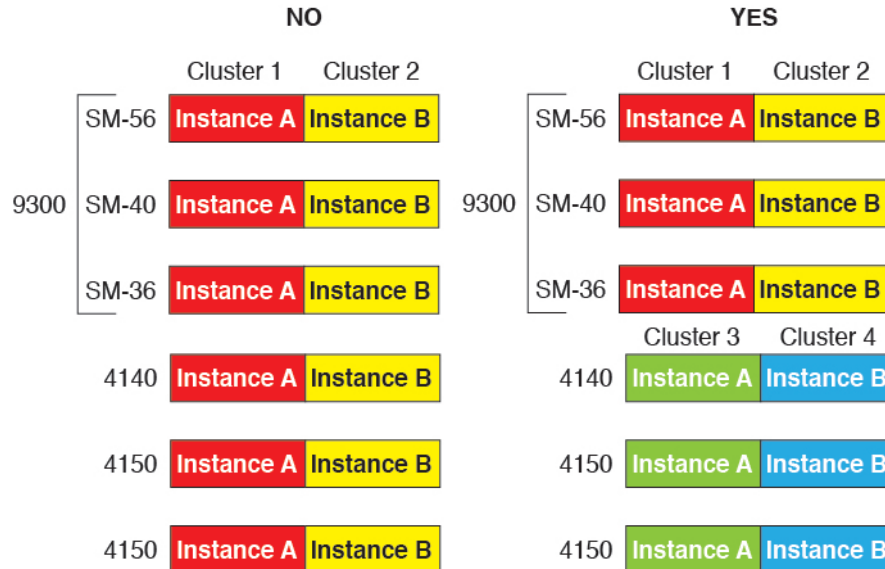 NO
Cluster 1 Cluster 2
SM-56 Instance A Instance B
9300 SM-40 Instance A Instance B
SM-36 Instance A Instance B
4140 Instance A Instance B
4150 Instance A Instance B
4150 Instance A Instance B
YES
Cluster 1 Cluster 2
SM-56 Instance A Instance B
9300 SM-40 Instance A Instance B
SM-36 Instance A Instance B
Cluster 3 Cluster 4
4140 Instance A Instance B
4150 Instance A Instance B
4150 Instance A Instance B